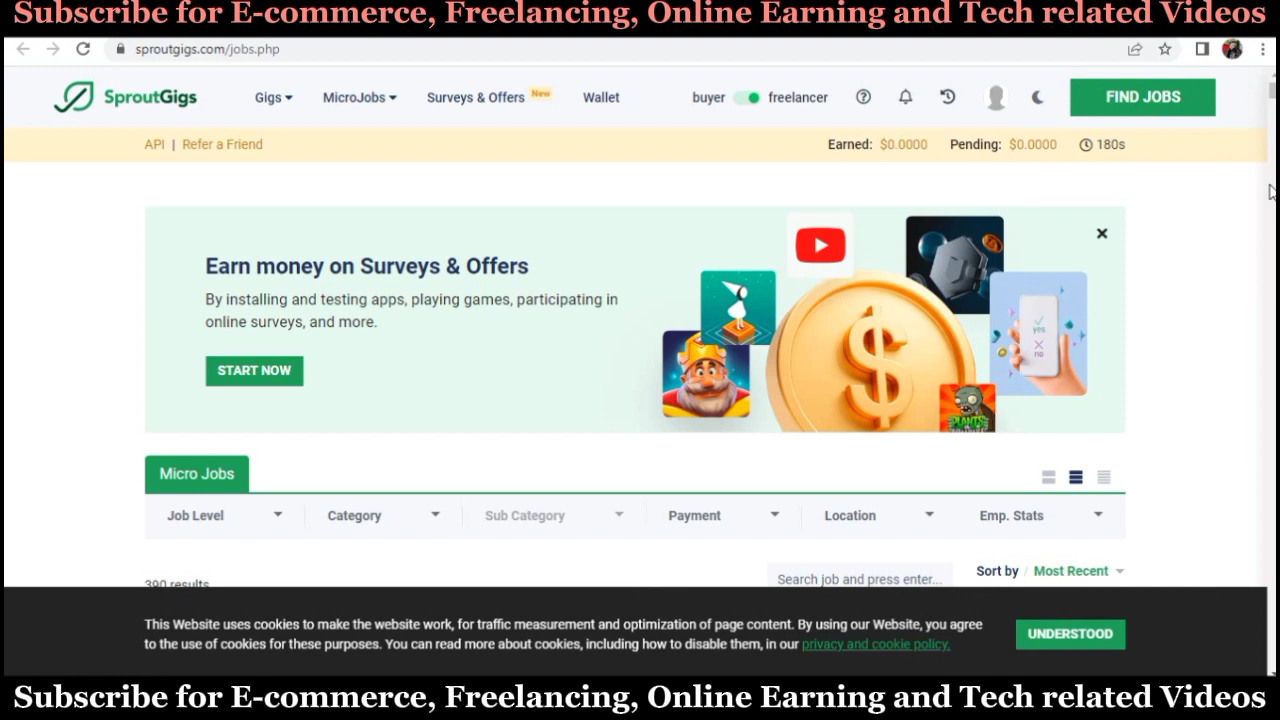 Subscribe for E-commerce, Freelancing, Online Earning and Tech related Videos
sproutgigs.com/jobs.php
SproutGigs Gigs MicroJobs Surveys & Offers New Wallet buyer freelancer FIND JOBS
API | Refer a Friend Earned: $0.0000 Pending: $0.0000 180s
Earn money on Surveys & Offers
By installing and testing apps, playing games, participating in
online surveys, and more.
START NOW
yes
no
PLANTS
Micro Jobs
Job Level Category Sub Category Payment Location Emp. Stats
390 results Search job and press enter... Sort by / Most Recent
This Website uses cookies to make the website work, for traffic measurement and optimization of page content. By using our Website, you agree
to the use of cookies for these purposes. You can read more about cookies, including how to disable them, in our privacy and cookie policy.
UNDERSTOOD
Subscribe for E-commerce, Freelancing, Online Earning and Tech related Videos